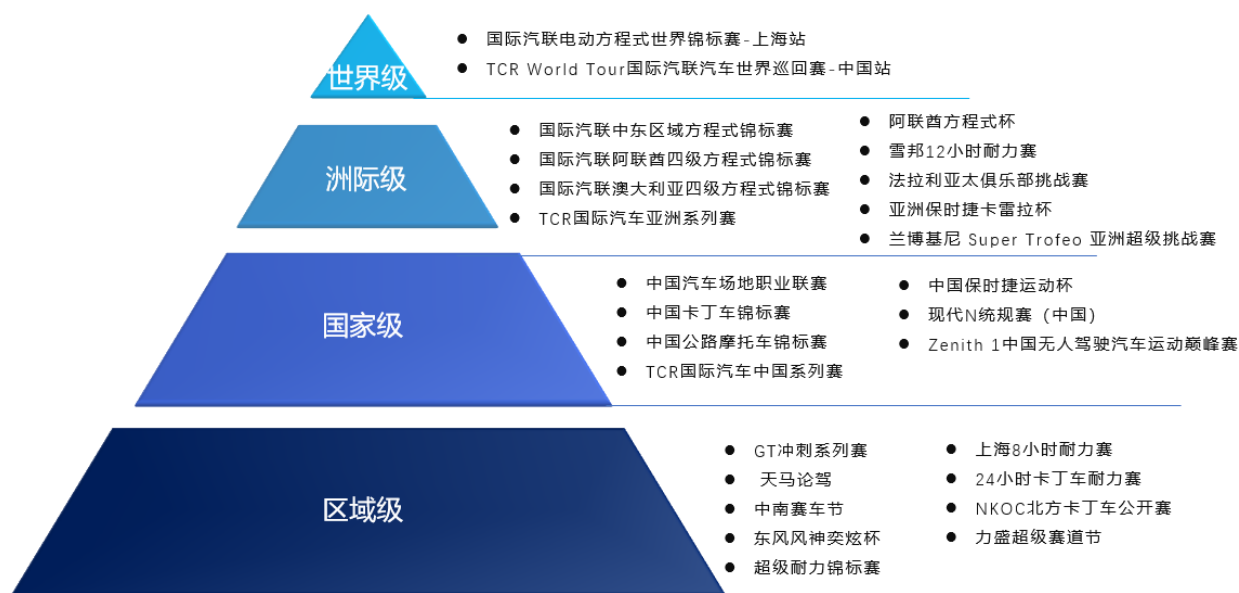 世界级
● 国际汽联电动方程式世界锦标赛-上海站
● TCR World Tour国际汽联汽车世界巡回赛-中国站
洲际级
● 国际汽联中东区域方程式锦标赛
● 国际汽联阿联酋四级方程式锦标赛
● 国际汽联澳大利亚四级方程式锦标赛
● TCR国际汽车亚洲系列赛
● 阿联酋方程式杯
● 雪邦12小时耐力赛
● 法拉利亚太俱乐部挑战赛
● 亚洲保时捷卡雷拉杯
● 兰博基尼 Super Trofeo 亚洲超级挑战赛
国家级
● 中国汽车场地职业联赛
● 中国卡丁车锦标赛
● 中国公路摩托车锦标赛
● TCR国际汽车中国系列赛
● 中国保时捷运动杯
● 现代N统规赛（中国）
● Zenith 1中国无人驾驶汽车运动巅峰赛
区域级
● GT冲刺系列赛
● 天马论驾
● 中南赛车节
● 东风风神奕炫杯
● 超级耐力锦标赛
● 上海8小时耐力赛
● 24小时卡丁车耐力赛
● NKOC北方卡丁车公开赛
● 力盛超级赛道节